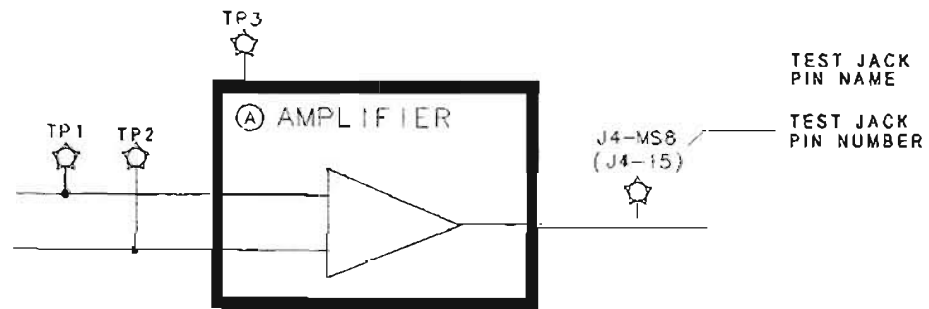 TP3
TEST JACK
PIN NAME
Ⓐ AMPLIFIER
TP1
TP2
J4-MS8
(J4-15)
TEST JACK
PIN NUMBER